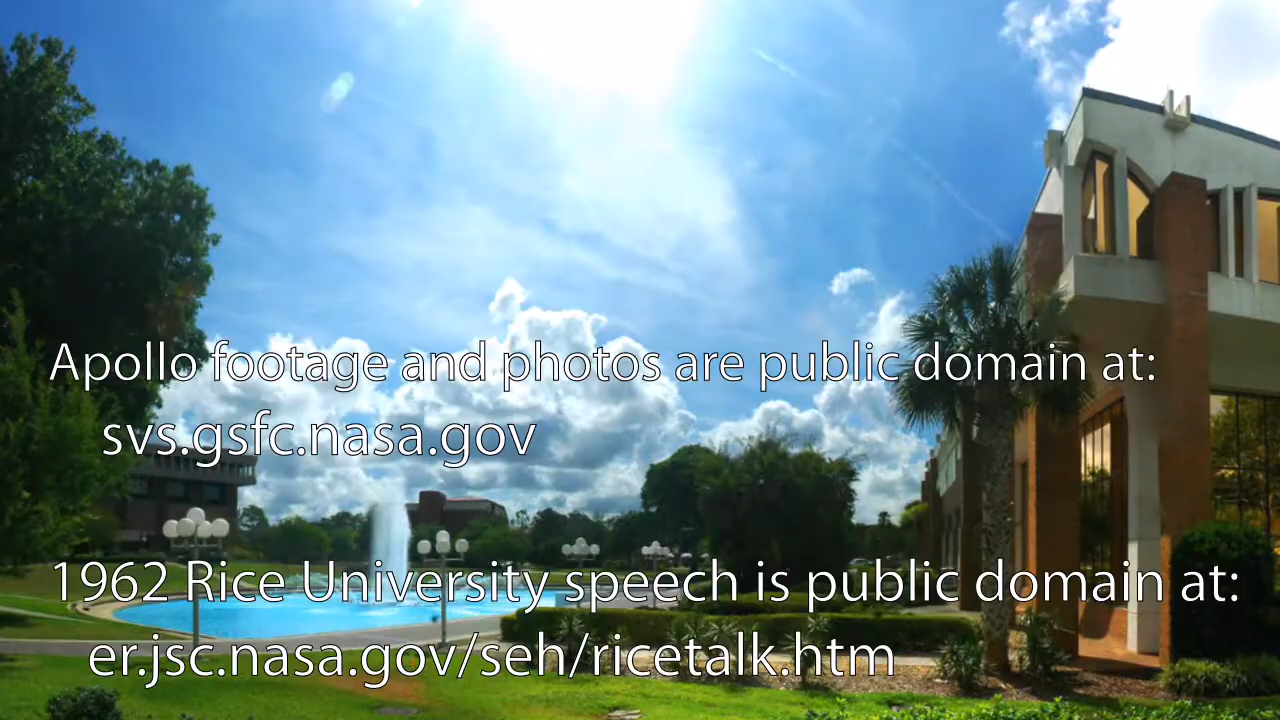 Apollo footage and photos are public domain at:
svs.gsfc.nasa.gov
1962 Rice University speech is public domain at:
er.jsc.nasa.gov/seh/ricetalk.htm